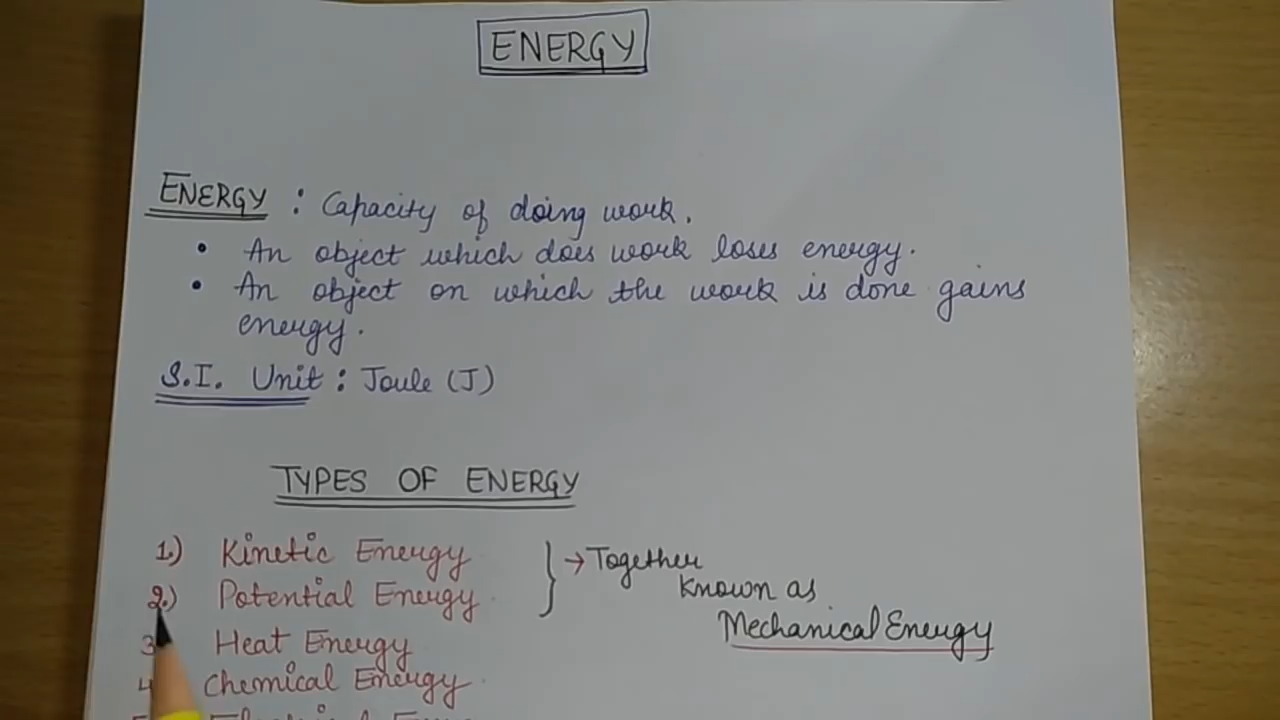 ENERGY
ENERGY : Capacity of doing work.
• An object which does work loses energy.
• An object on which the work is done gains
energy.
S.I. Unit : Joule (J)
TYPES OF ENERGY
1.) Kinetic Energy
2.) Potential Energy
} → Together
known as
Mechanical Energy
3 Heat Energy
4 Chemical Energy